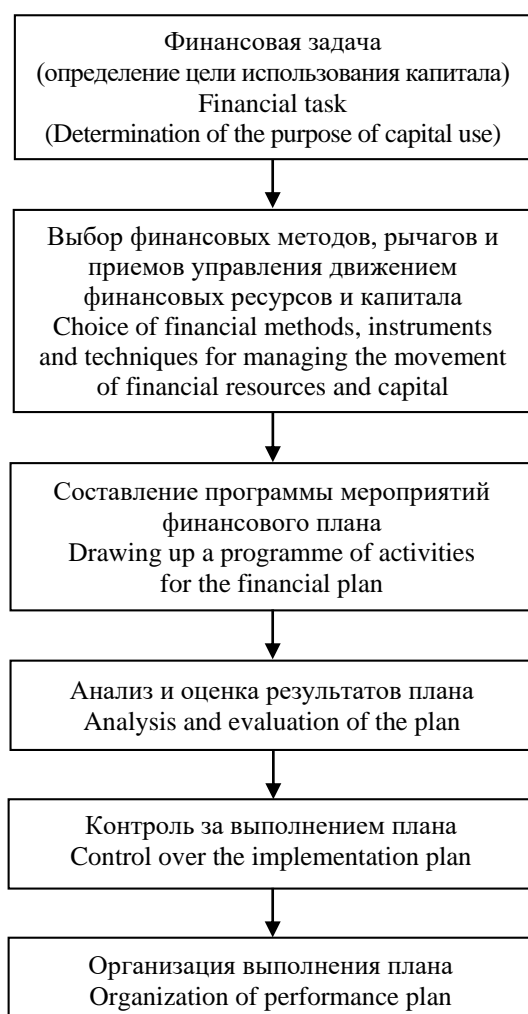 Финансовая задача
(определение цели использования капитала)
Financial task
(Determination of the purpose of capital use)
Выбор финансовых методов, рычагов и
приемов управления движением
финансовых ресурсов и капитала
Choice of financial methods, instruments
and techniques for managing the movement
of financial resources and capital
Составление программы мероприятий
финансового плана
Drawing up a programme of activities
for the financial plan
Анализ и оценка результатов плана
Analysis and evaluation of the plan
Контроль за выполнением плана
Control over the implementation plan
Организация выполнения плана
Organization of performance plan